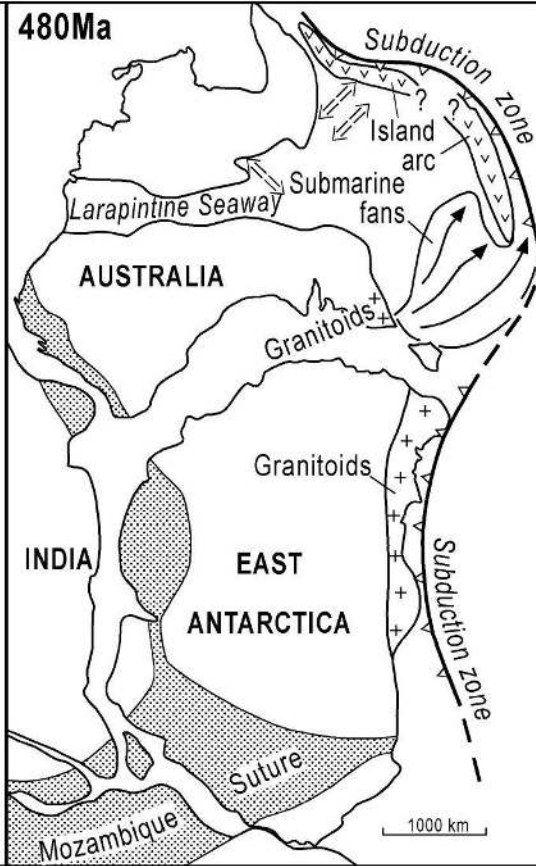 480Ma
Subduction zone
?
?
Island
arc
Submarine
fans
Larapintine Seaway
AUSTRALIA
Granitoids
Granitoids
INDIA
EAST
ANTARCTICA
Subduction zone
Suture
Mozambique
1000 km